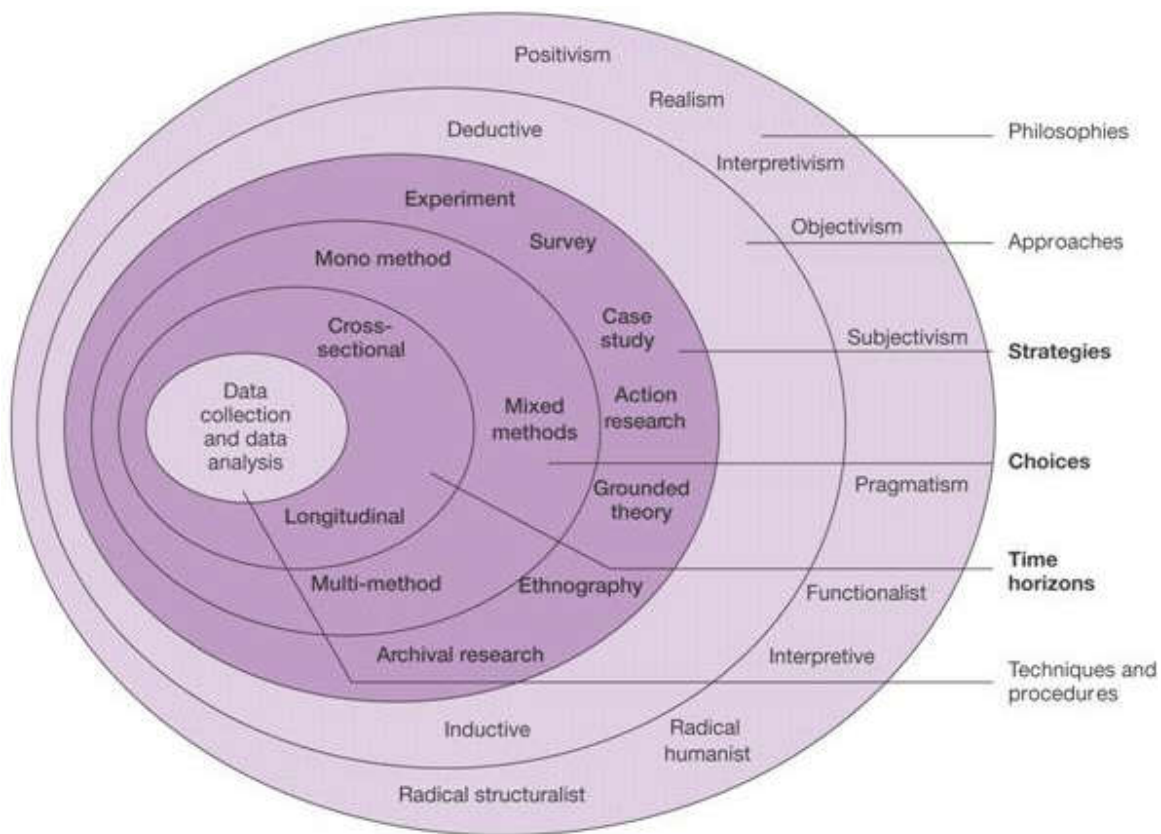 Positivism
Realism
Philosophies
Deductive
Interpretivism
Experiment
Objectivism
Survey
Approaches
Mono method
Case
study
Cross-
sectional
Subjectivism
Strategies
Data
collection
and data
analysis
Mixed
methods
Action
research
Choices
Grounded
theory
Pragmatism
Longitudinal
Time
horizons
Multi-method
Ethnography
Functionalist
Archival research
Interpretive
Techniques and
procedures
Inductive
Radical
humanist
Radical structuralist